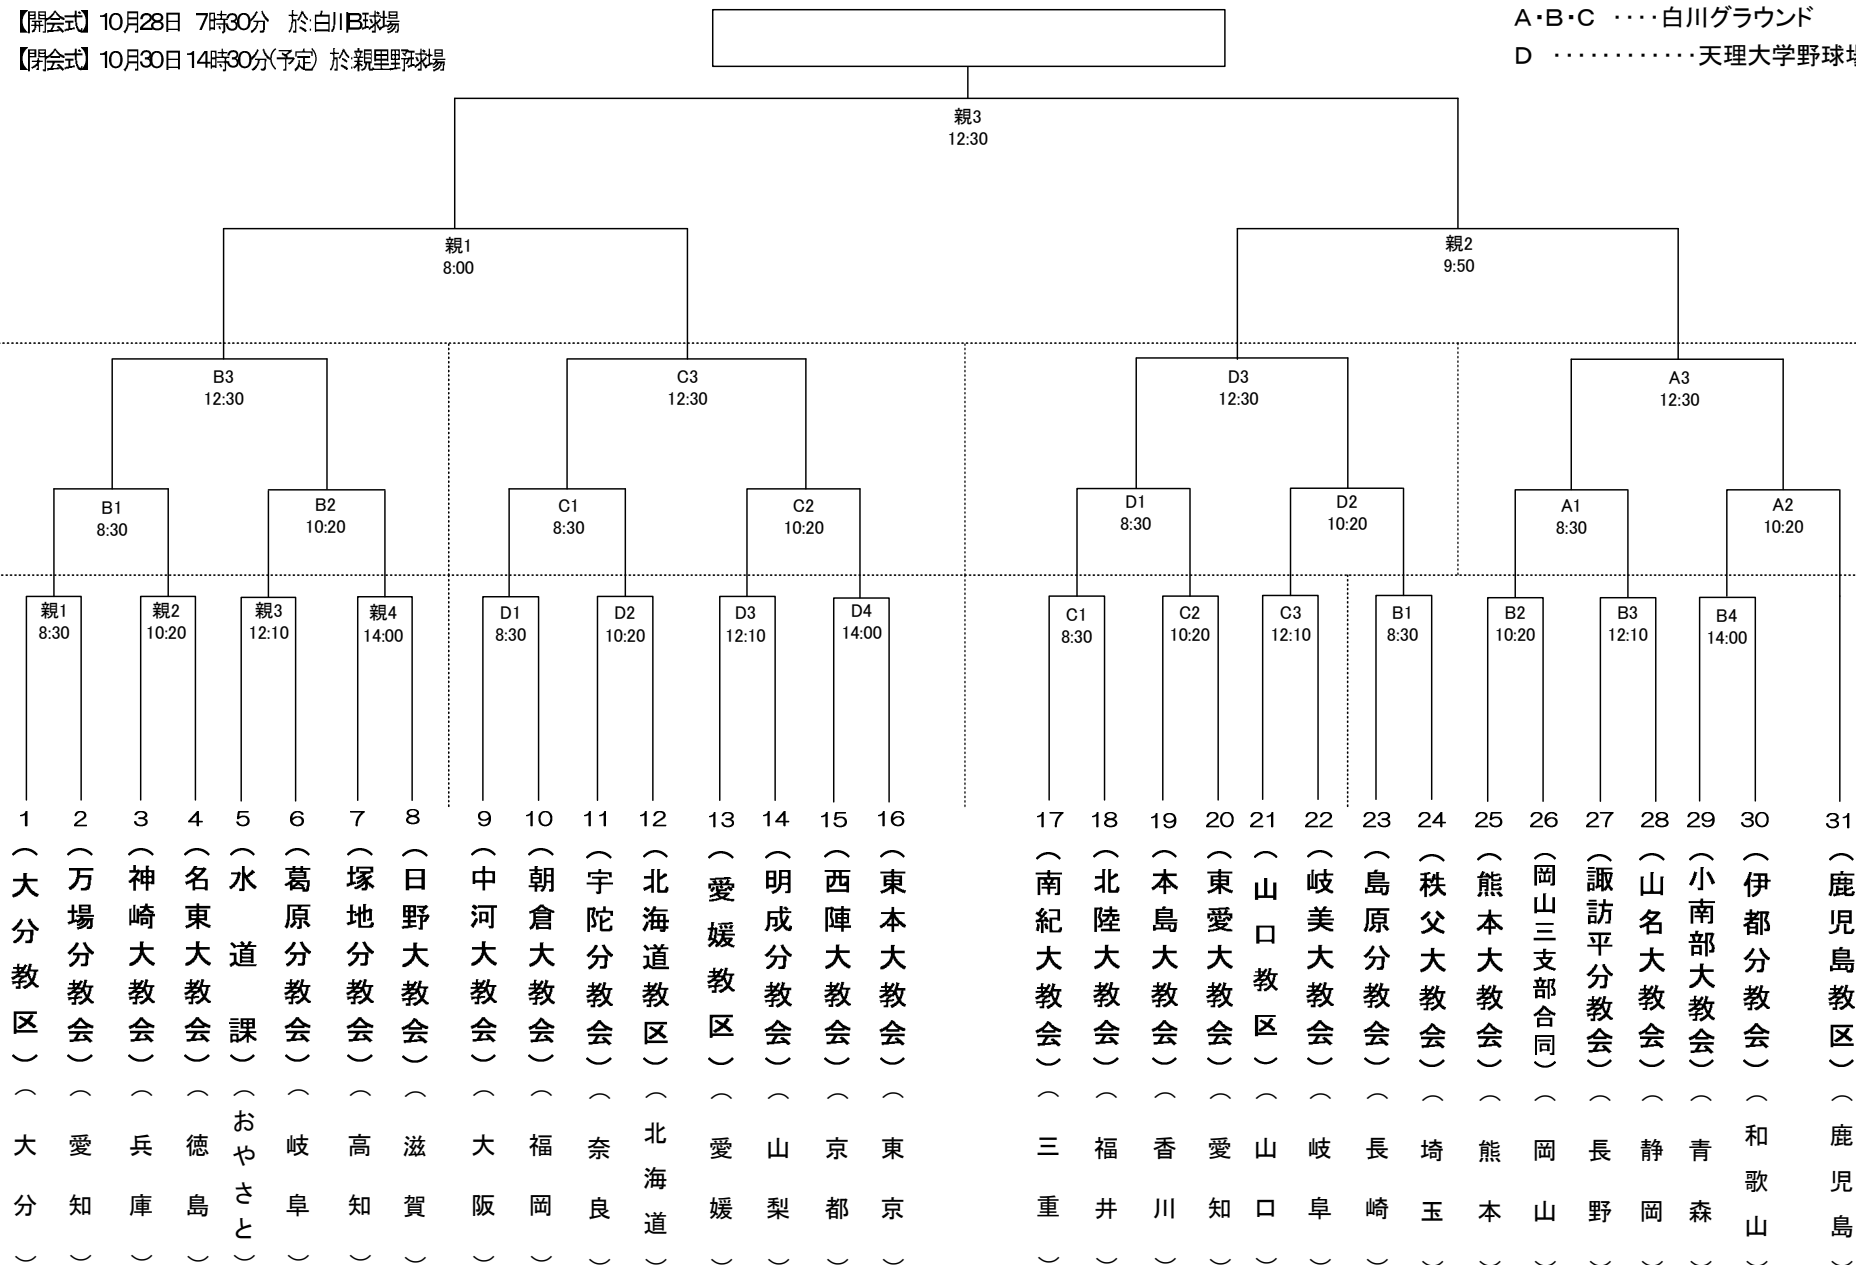 【開会式】 10月28日 7時30分 於:白川B球場
【閉会式】 10月30日 14時30分(予定) 於:親里野球場
A・B・C ････白川グラウンド
D ････････････天理大学野球場
親3
12:30
親1
8:00
親2
9:50
B3
12:30
C3
12:30
D3
12:30
A3
12:30
B1
8:30
B2
10:20
C1
8:30
C2
10:20
D1
8:30
D2
10:20
A1
8:30
A2
10:20
親1
8:30
親2
10:20
親3
12:10
親4
14:00
D1
8:30
D2
10:20
D3
12:10
D4
14:00
C1
8:30
C2
10:20
C3
12:10
B1
8:30
B2
10:20
B3
12:10
B4
14:00
1
(大分教区)
(大分)
2
(万場分教会)
(愛知)
3
(神崎大教会)
(兵庫)
4
(名東大教会)
(徳島)
5
(水道課)
(おやさと)
6
(葛原分教会)
(岐阜)
7
(塚地分教会)
(高知)
8
(日野大教会)
(滋賀)
9
(中河大教会)
(大阪)
10
(朝倉大教会)
(福岡)
11
(宇陀分教会)
(奈良)
12
(北海道教区)
(北海道)
13
(愛媛教区)
(愛媛)
14
(明成分教会)
(山梨)
15
(西陣大教会)
(京都)
16
(東本大教会)
(東京)
17
(南紀大教会)
(三重)
18
(北陸大教会)
(福井)
19
(本島大教会)
(香川)
20
(東愛大教会)
(愛知)
21
(山口教区)
(山口)
22
(岐美大教会)
(岐阜)
23
(島原分教会)
(長崎)
24
(秩父大教会)
(埼玉)
25
(熊本大教会)
(熊本)
26
(岡山三支部合同)
(岡山)
27
(諏訪平分教会)
(長野)
28
(山名大教会)
(静岡)
29
(小南部大教会)
(青森)
30
(伊都分教会)
(和歌山)
31
(鹿児島教区)
(鹿児島)